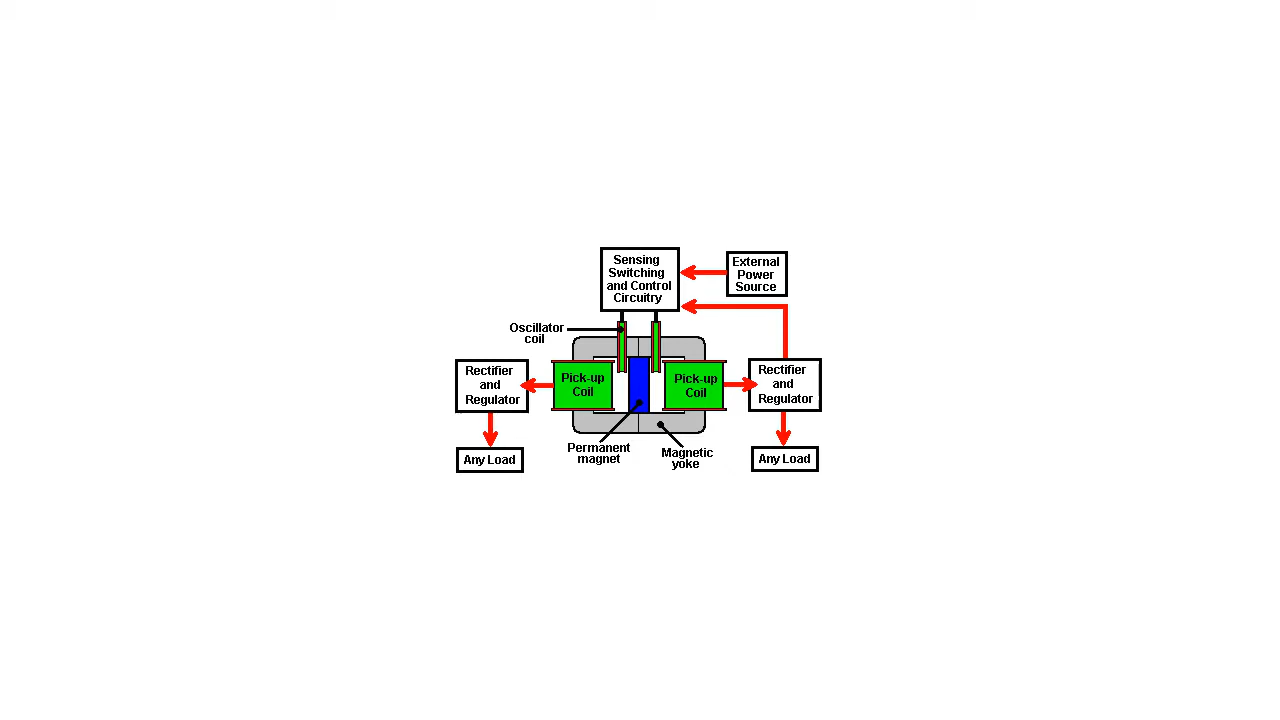 Sensing
Switching
and Control
Circuitry
External
Power
Source
Oscillator
coil
Rectifier
and
Regulator
Pick-up
Coil
Pick-up
Coil
Rectifier
and
Regulator
Any Load
Permanent
magnet
Magnetic
yoke
Any Load